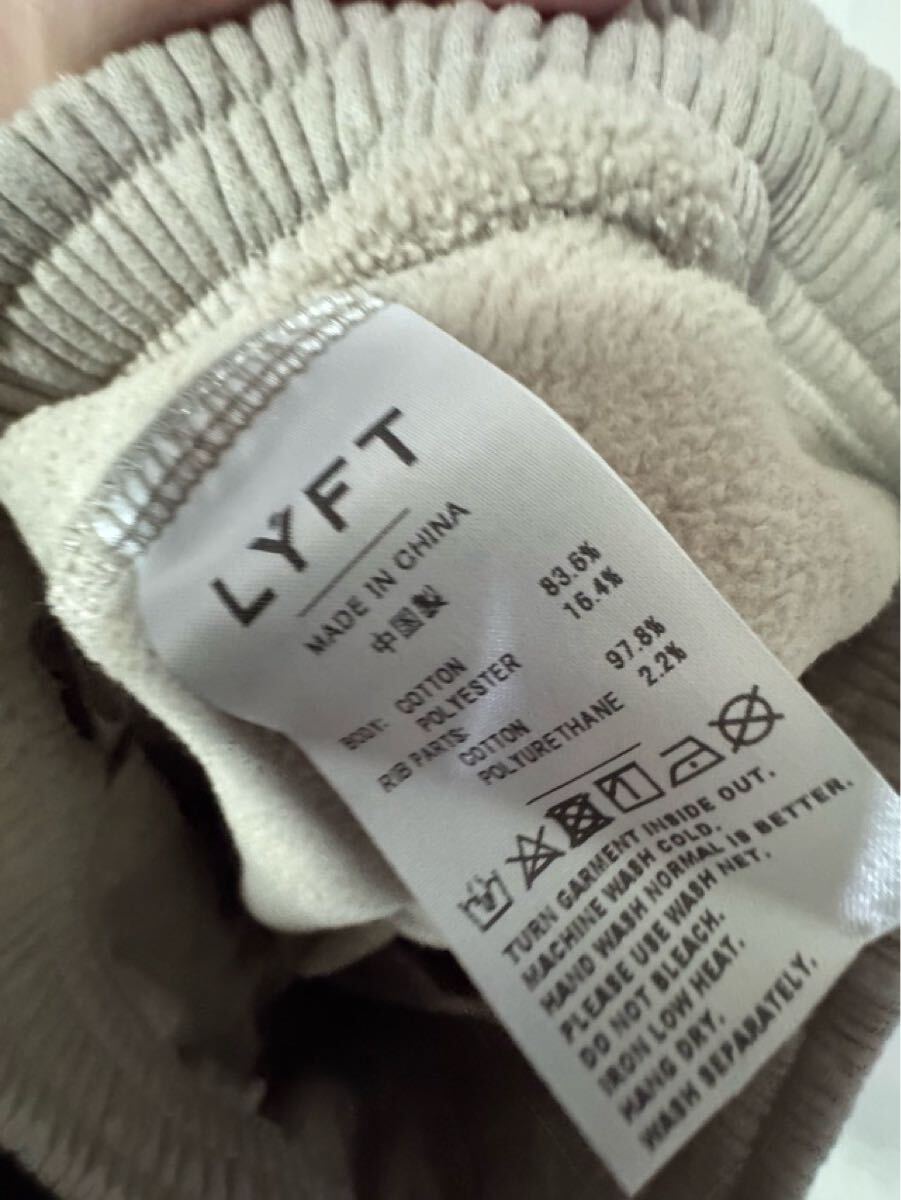 LYFT
MADE IN CHINA
中国製
BODY: COTTON 83.6%
POLYESTER 16.4%
RIB PARTS: COTTON 97.8%
POLYURETHANE 2.2%
TURN GARMENT INSIDE OUT.
MACHINE WASH COLD.
HAND WASH NORMAL IS BETTER.
PLEASE USE WASH NET.
DO NOT BLEACH.
IRON LOW HEAT.
HANG DRY.
WASH SEPARATELY.